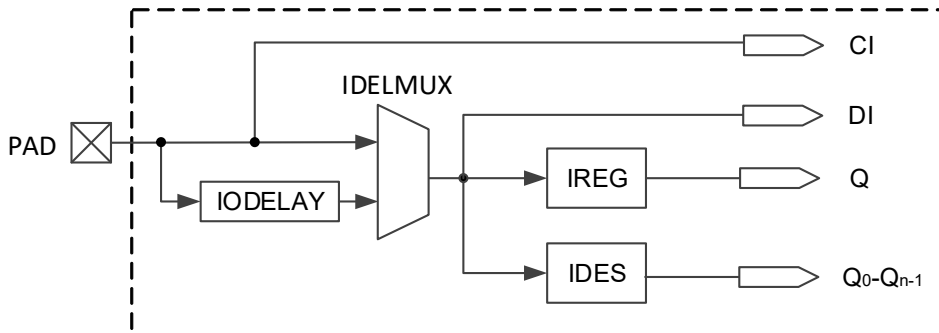 CI
IDELMUX
DI
PAD
IREG
Q
IODELAY
IDES
Q0-Qn-1